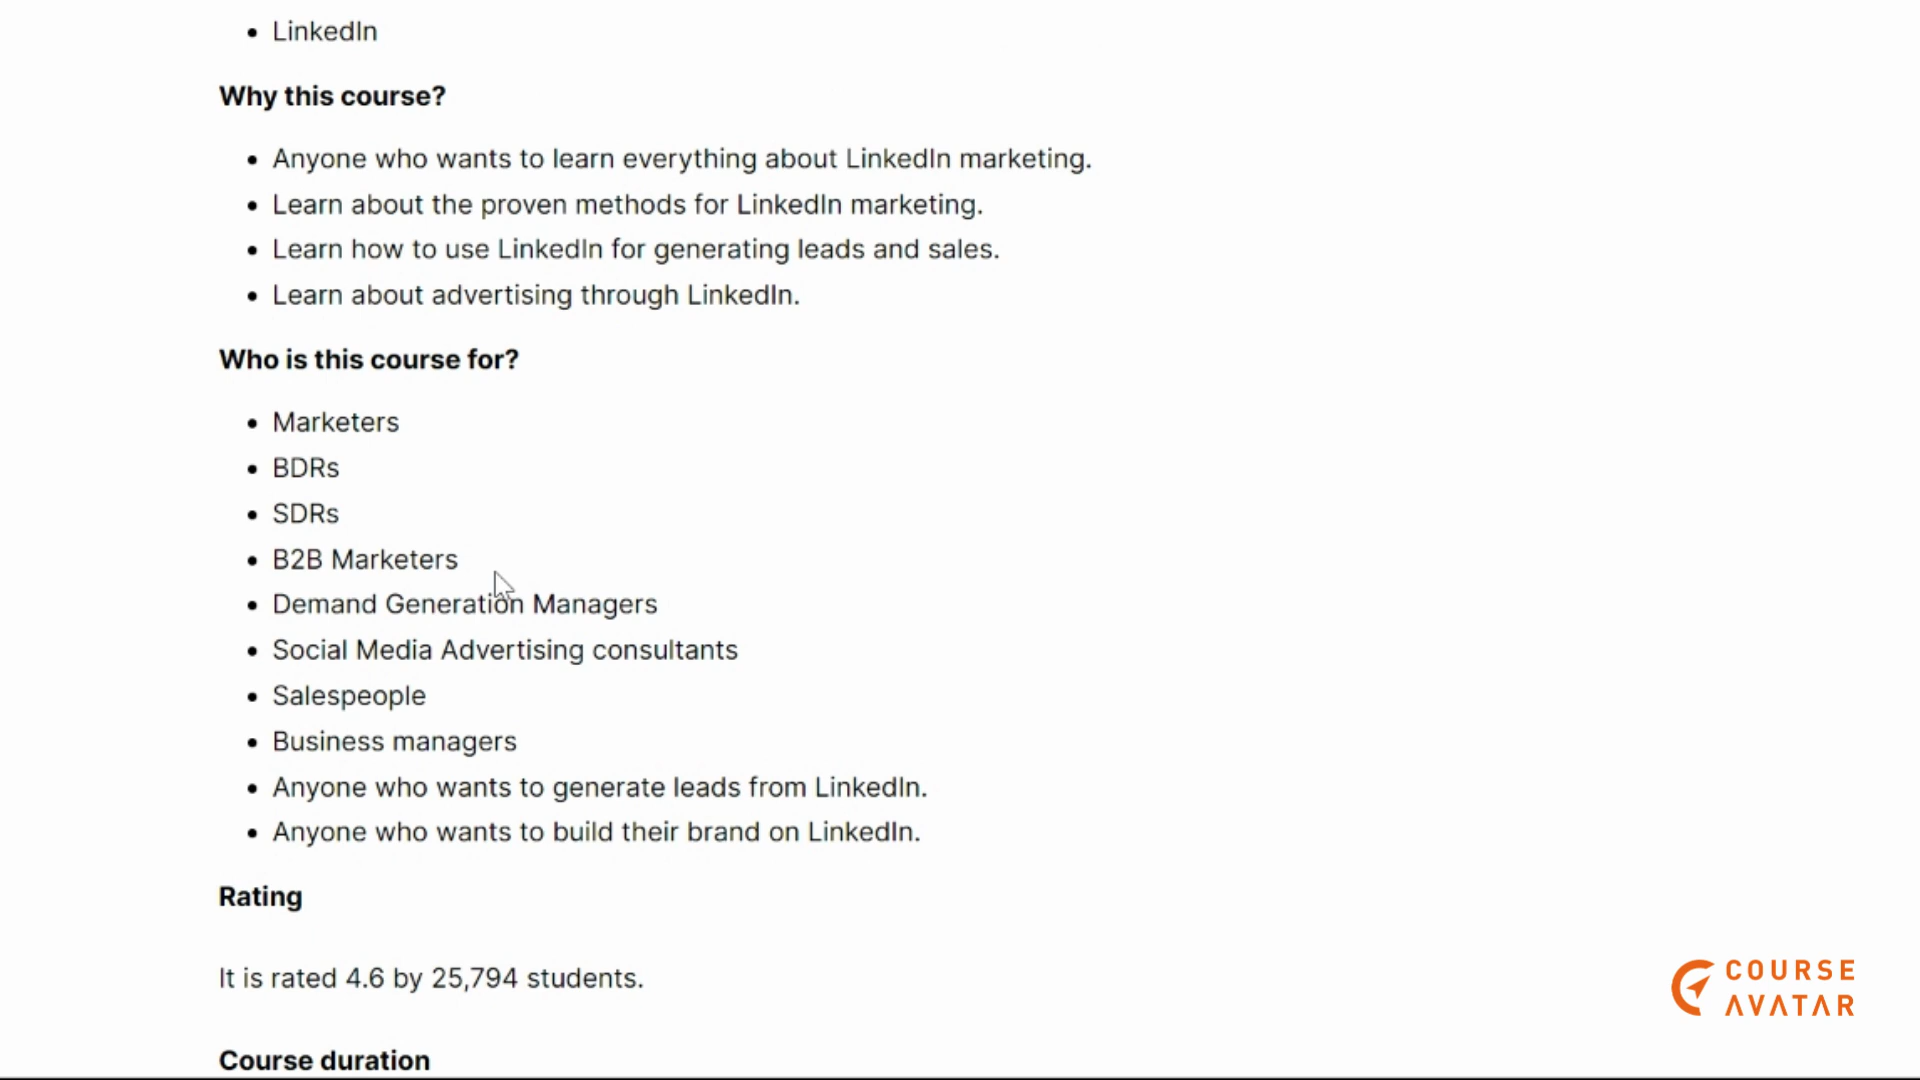 LinkedIn
Why this course?
Anyone who wants to learn everything about LinkedIn marketing.
Learn about the proven methods for LinkedIn marketing.
Learn how to use LinkedIn for generating leads and sales.
Learn about advertising through LinkedIn.
Who is this course for?
Marketers
BDRs
SDRs
B2B Marketers
Demand Generation Managers
Social Media Advertising consultants
Salespeople
Business managers
Anyone who wants to generate leads from LinkedIn.
Anyone who wants to build their brand on LinkedIn.
Rating
It is rated 4.6 by 25,794 students.
COURSE
AVATAR
Course duration